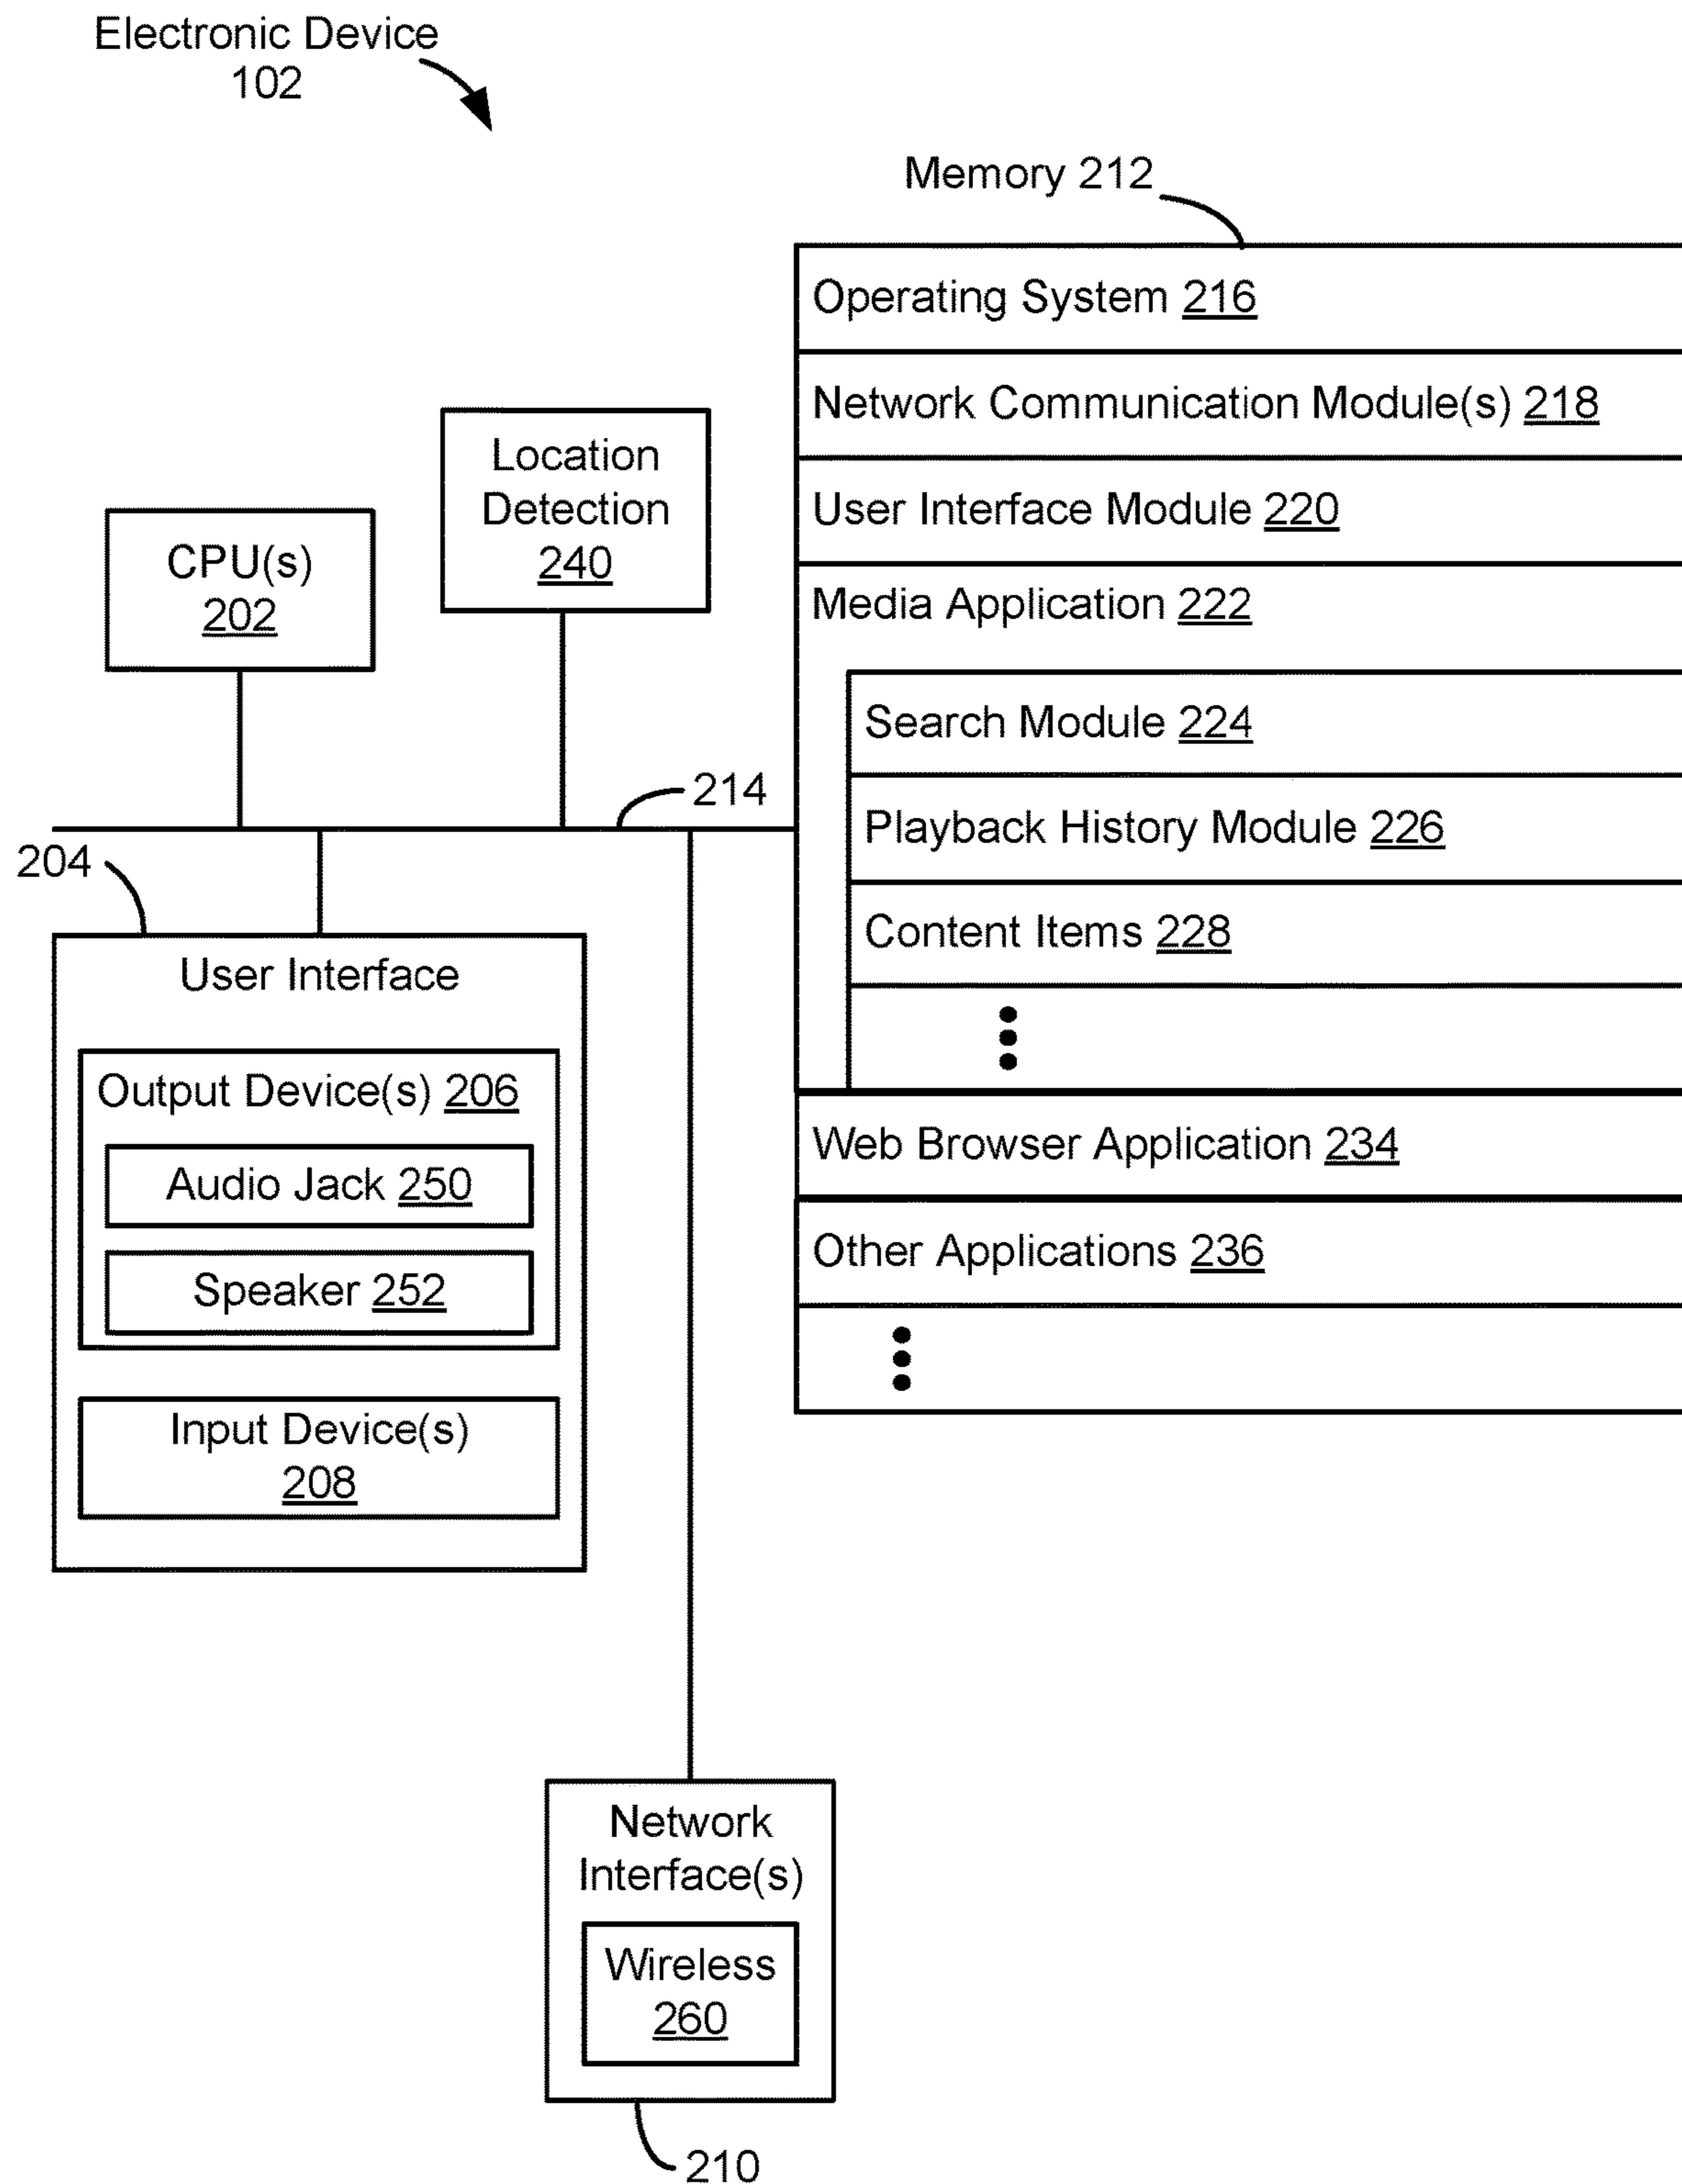 Electronic Device
102
Memory 212
Operating System 216
Network Communication Module(s) 218
User Interface Module 220
Media Application 222
Search Module 224
Playback History Module 226
Content Items 228
Web Browser Application 234
Other Applications 236
Location
Detection
240
CPU(s)
202
214
204
User Interface
Output Device(s) 206
Audio Jack 250
Speaker 252
Input Device(s)
208
Network
Interface(s)
Wireless
260
210